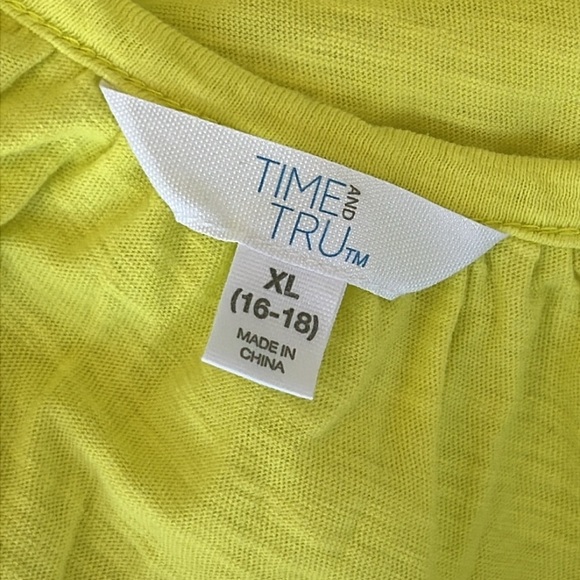 TIME AND
TRU™
XL
(16-18)
MADE IN
CHINA